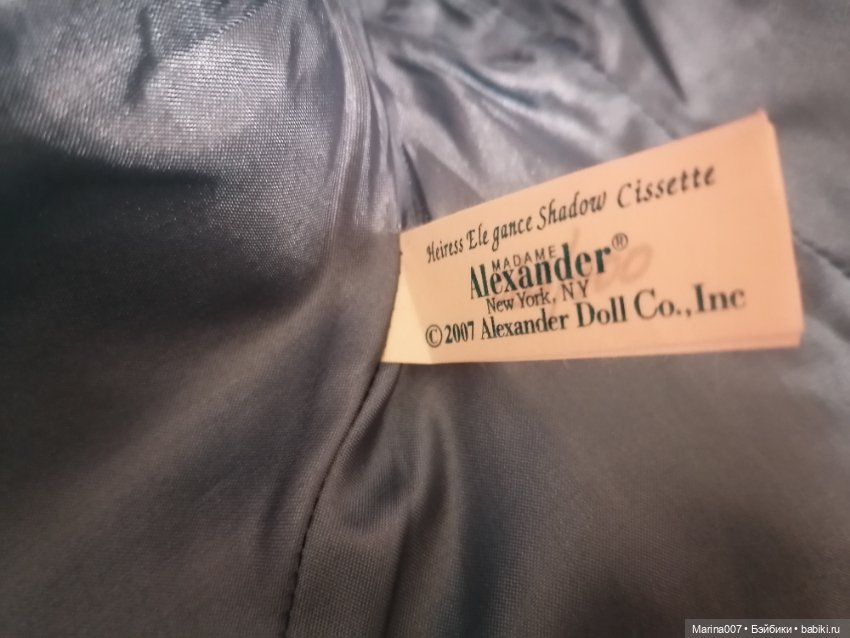 Heiress Ele gance Shadow Cissette
MADAME
Alexander®
New York, NY
© 2007 Alexander Doll Co., Inc
Marina007 • Бэйбики • babiki.ru